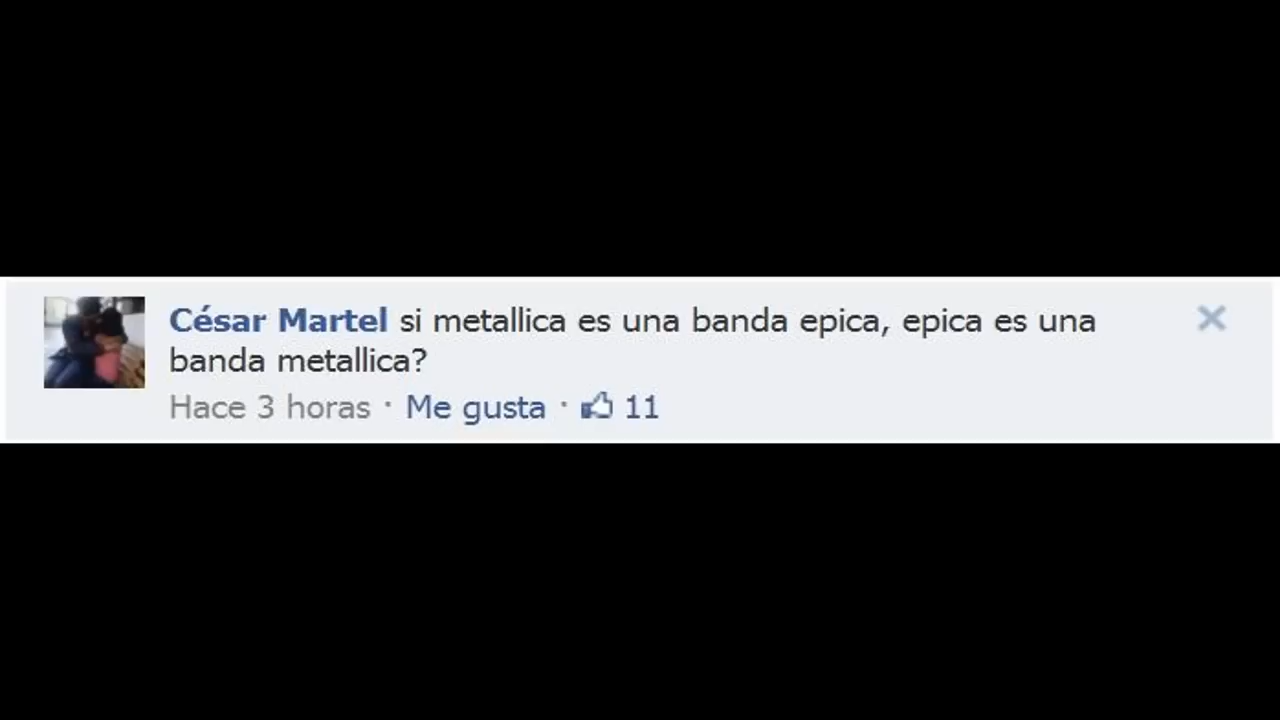 César Martel si metallica es una banda epica, epica es una
banda metallica?
Hace 3 horas · Me gusta · 11